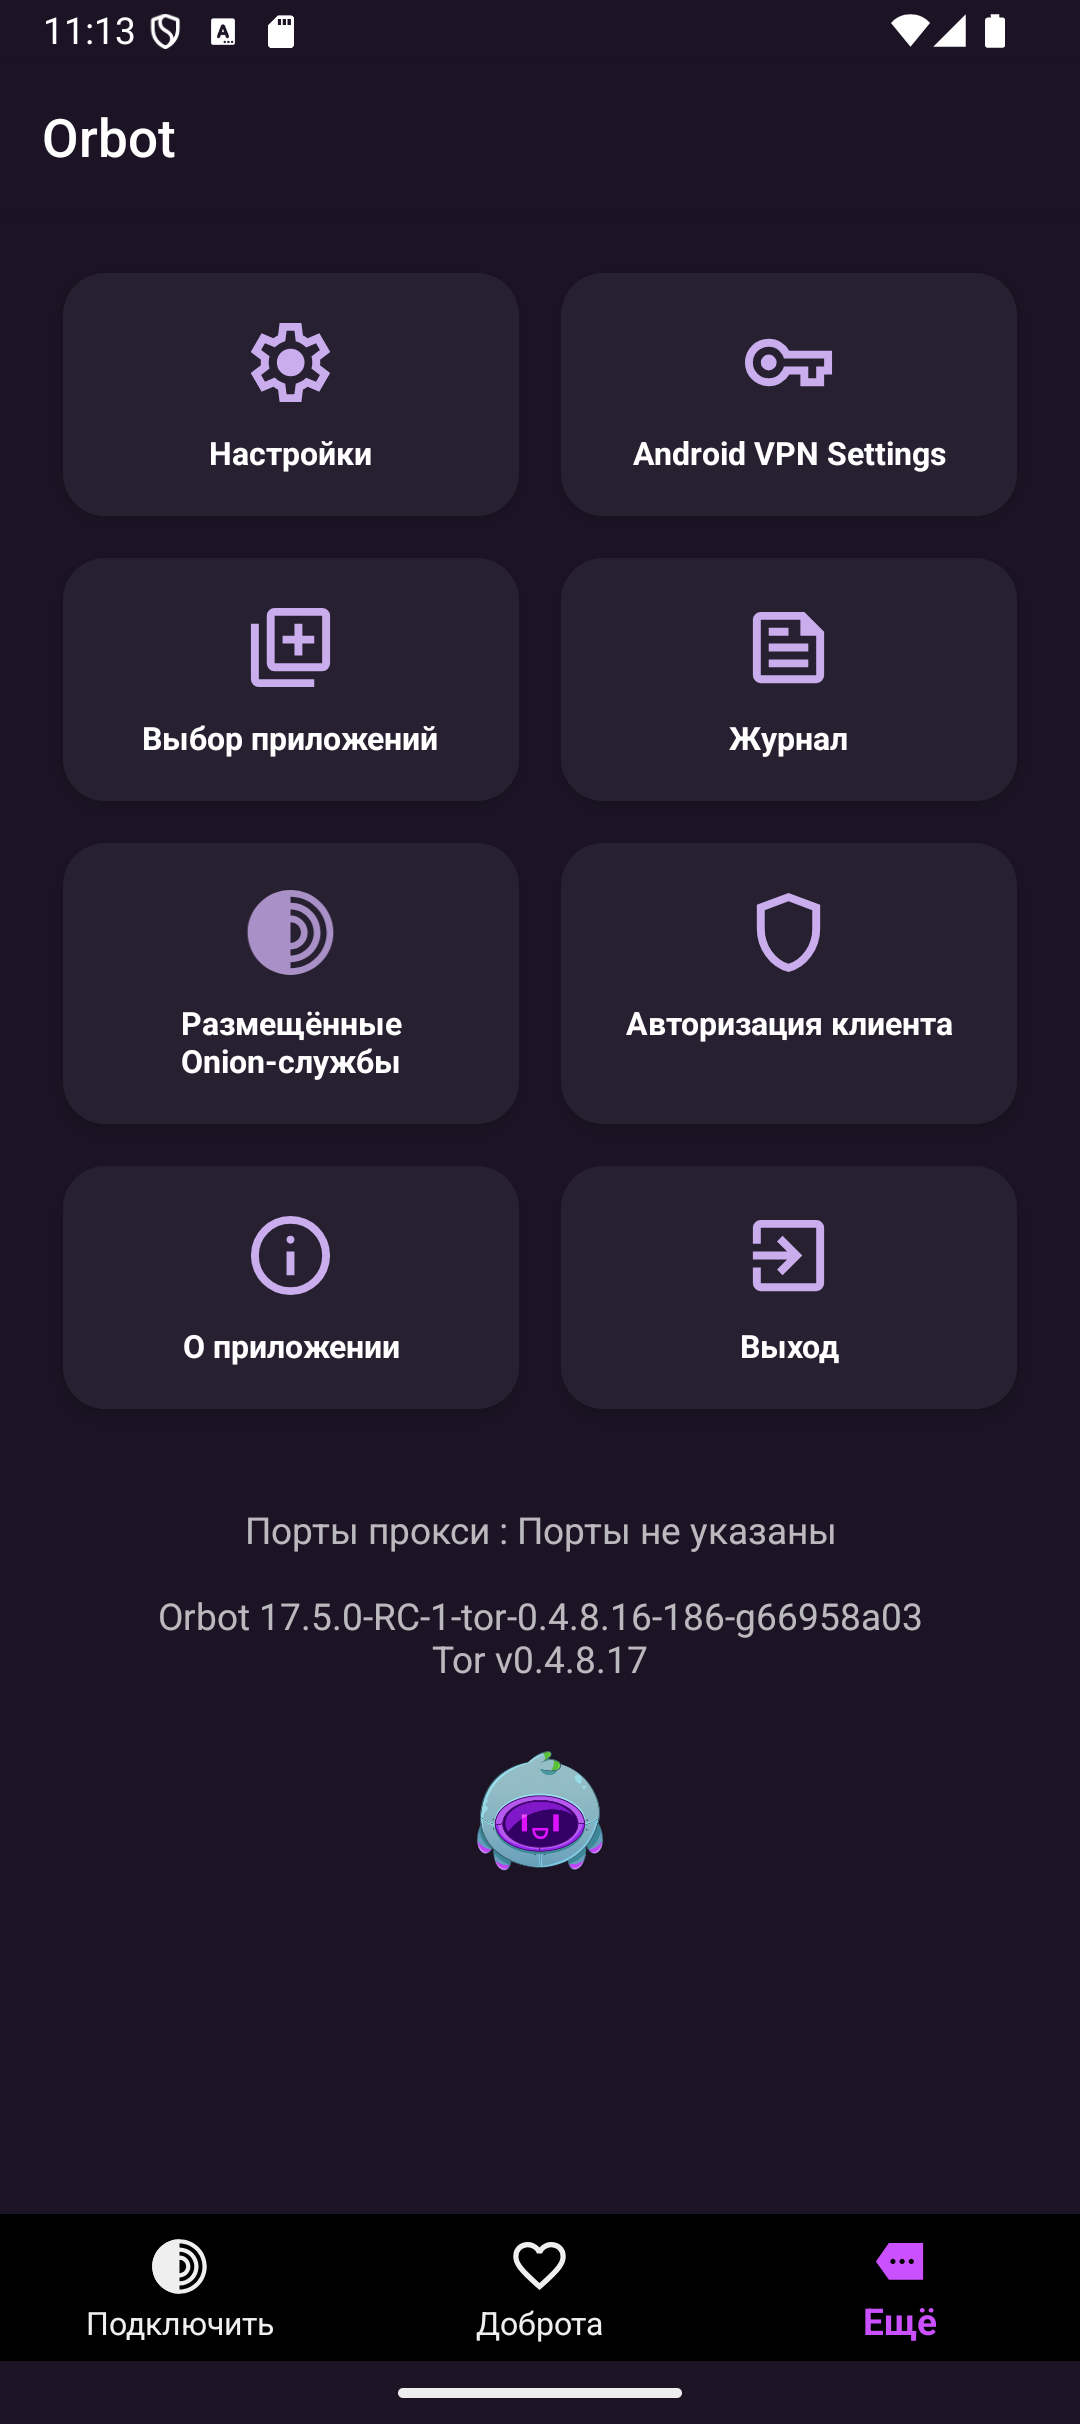 11:13
Orbot
Настройки
Android VPN Settings
Выбор приложений
Журнал
Размещённые
Onion-службы
Авторизация клиента
О приложении
Выход
Порты прокси : Порты не указаны
Orbot 17.5.0-RC-1-tor-0.4.8.16-186-g66958a03
Tor v0.4.8.17
Подключить
Доброта
Ещё